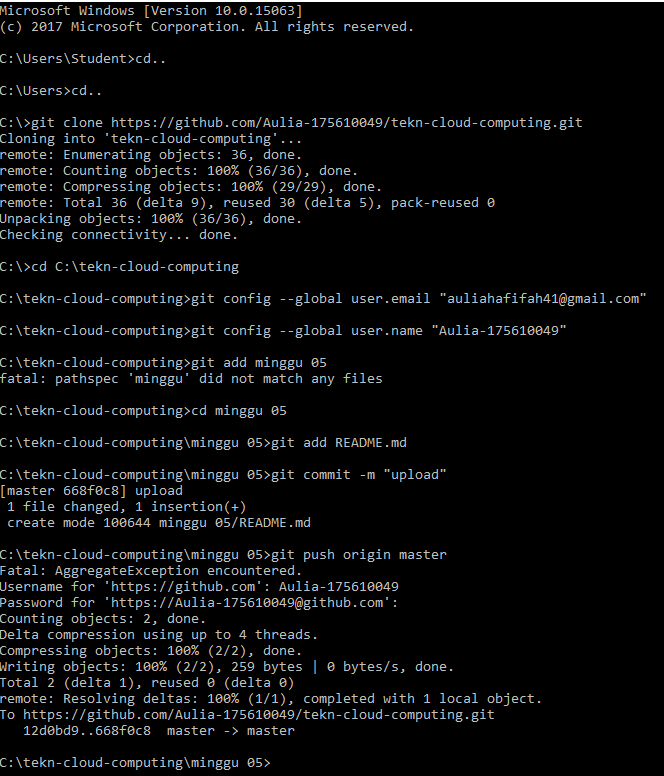 Microsoft Windows [Version 10.0.15063]
(c) 2017 Microsoft Corporation. All rights reserved.
C:\Users\Student>cd..
C:\Users>cd..
C:\>git clone https://github.com/Aulia-175610049/tekn-cloud-computing.git
Cloning into 'tekn-cloud-computing'...
remote: Enumerating objects: 36, done.
remote: Counting objects: 100% (36/36), done.
remote: Compressing objects: 100% (29/29), done.
remote: Total 36 (delta 9), reused 30 (delta 5), pack-reused 0
Unpacking objects: 100% (36/36), done.
Checking connectivity... done.
C:\>cd C:\tekn-cloud-computing
C:\tekn-cloud-computing>git config --global user.email "auliahafifah41@gmail.com"
C:\tekn-cloud-computing>git config --global user.name "Aulia-175610049"
C:\tekn-cloud-computing>git add minggu 05
fatal: pathspec 'minggu' did not match any files
C:\tekn-cloud-computing>cd minggu 05
C:\tekn-cloud-computing\minggu 05>git add README.md
C:\tekn-cloud-computing\minggu 05>git commit -m "upload"
[master 668f0c8] upload
 1 file changed, 1 insertion(+)
 create mode 100644 minggu 05/README.md
C:\tekn-cloud-computing\minggu 05>git push origin master
Fatal: AggregateException encountered.
Username for 'https://github.com': Aulia-175610049
Password for 'https://Aulia-175610049@github.com':
Counting objects: 2, done.
Delta compression using up to 4 threads.
Compressing objects: 100% (2/2), done.
Writing objects: 100% (2/2), 259 bytes | 0 bytes/s, done.
Total 2 (delta 1), reused 0 (delta 0)
remote: Resolving deltas: 100% (1/1), completed with 1 local object.
To https://github.com/Aulia-175610049/tekn-cloud-computing.git
   12d0bd9..668f0c8  master -> master
C:\tekn-cloud-computing\minggu 05>